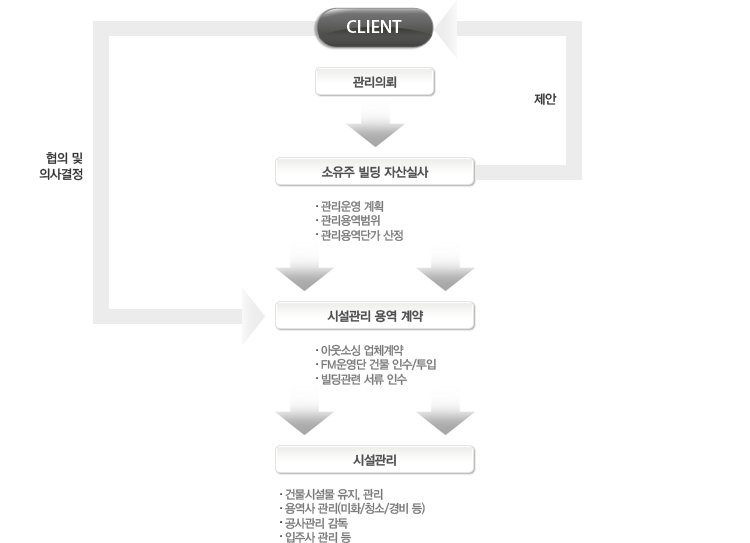 CLIENT
관리의뢰
제안
협의 및
의사결정
소유주 빌딩 자산실사
· 관리운영 계획
· 관리용역범위
· 관리용역단가 산정
시설관리 용역 계약
· 아웃소싱 업체계약
· FM운영단 건물 인수/투입
· 빌딩관련 서류 인수
시설관리
· 건물시설물 유지, 관리
· 용역사 관리(미화/청소/경비 등)
· 공사관리 감독
· 입주사 관리 등